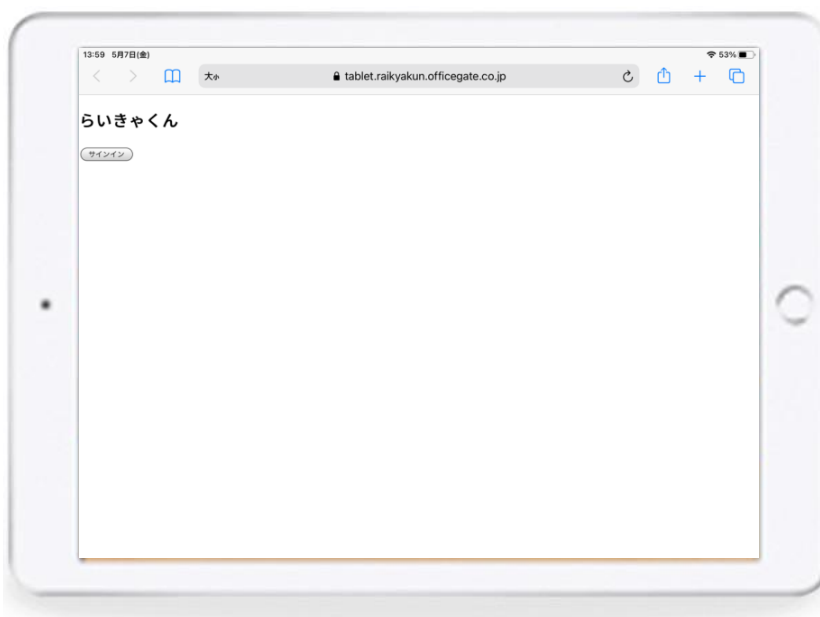 13:59 5月7日(金) 53%
大小 tablet.raikyakun.officegate.co.jp
らいきゃくん
サインイン